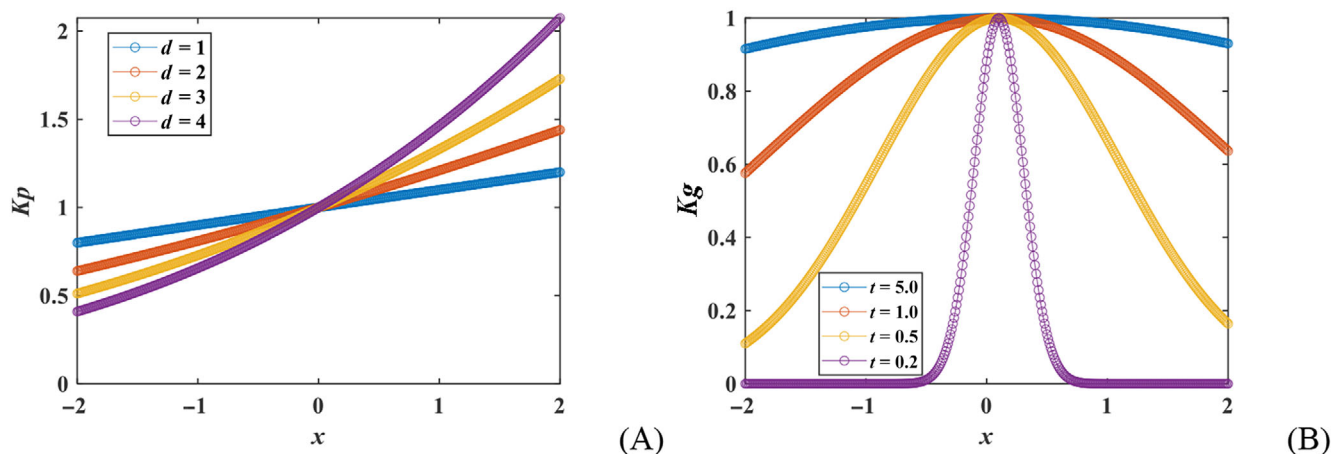 2
1.5
1
0.5
0
Kp
d = 1
d = 2
d = 3
d = 4
−2
−1
0
1
2
x
(A)
1
0.8
0.6
0.4
0.2
0
Kg
t = 5.0
t = 1.0
t = 0.5
t = 0.2
−2
−1
0
1
2
x
(B)